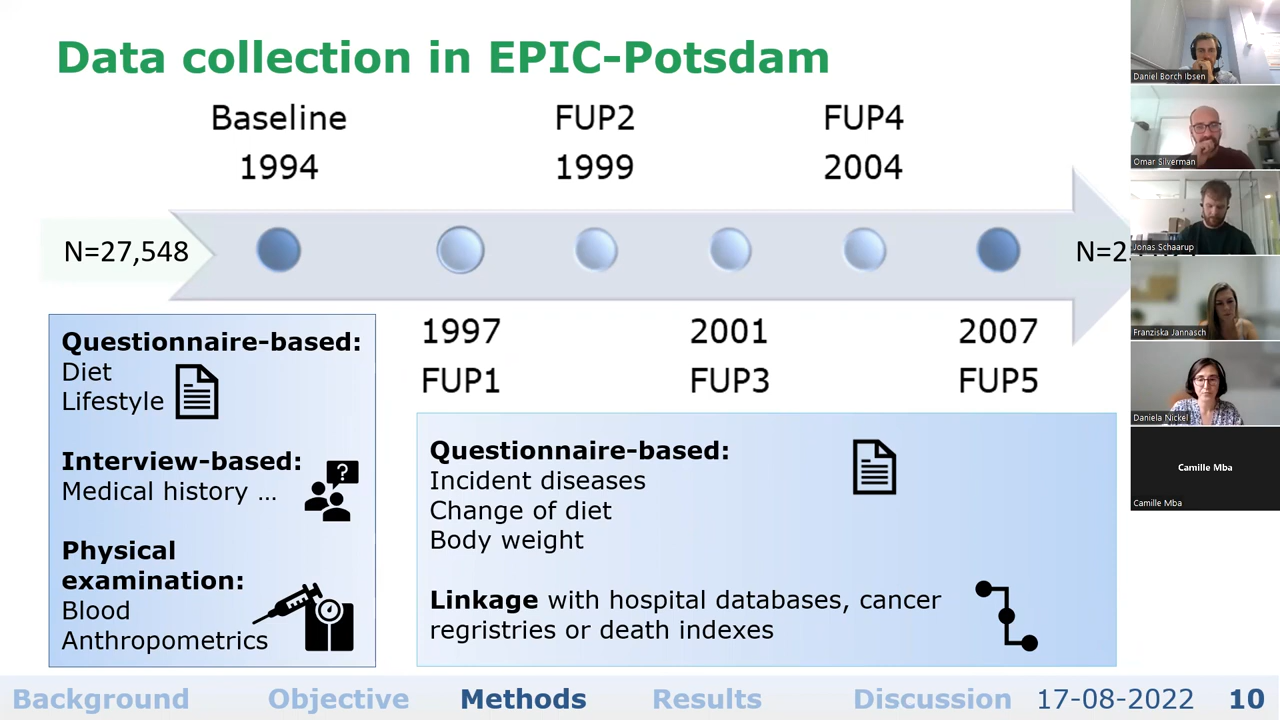 Data collection in EPIC-Potsdam
Baseline
1994
FUP2
1999
FUP4
2004
N=27,548
1997
FUP1
2001
FUP3
2007
FUP5
Questionnaire-based:
Diet
Lifestyle
Interview-based:
Medical history ...
Physical
examination:
Blood
Anthropometrics
?
Questionnaire-based:
Incident diseases
Change of diet
Body weight
Linkage with hospital databases, cancer
regristries or death indexes
Background Objective Methods Results Discussion 17-08-2022 10
Daniel Borch Ibsen
Omar Silverman
Jonas Schaarup
Franziska Jannasch
Daniela Nickel
Camille Mba
Camille Mba